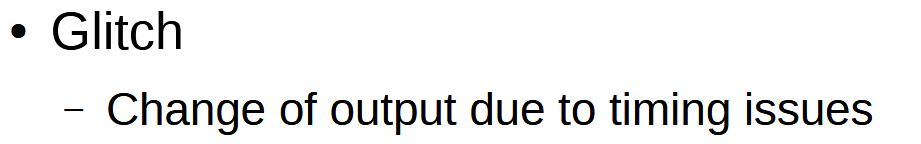 • Glitch
– Change of output due to timing issues